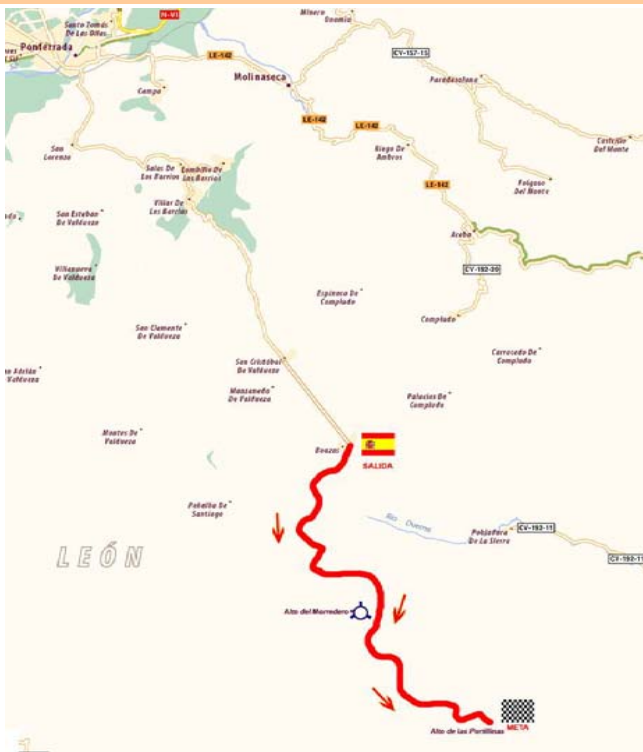 N-VI
Santo Tomás
De Las Ollas
Ponferrada
LE-142
Molinaseca
Campo
Minero
Onamio
CV-157-15
Paradasolana
Castrillo
Del Monte
Folgoso
Del Monte
LE-142
LE-142
Riego De
Ambros
LE-142
San
Lorenzo
Salas De
Los Barrios
Lombillo De
Los Barrios
Villar De
Los Barrios
San Esteban
De Valdueza
Villanueva
De Valdueza
Acebo
CV-192-20
Espinoso De
Compludo
Compludo
San Clemente
De Valdueza
San Cristóbal
De Valdueza
Carracedo De
Compludo
Adrián
Valdueza
Manzanedo
De Valdueza
Palacios De
Compludo
Montes De
Valdueza
Bouzas
SALIDA
Peñalba De
Santiago
Río Duerna
Pobladura
De La Sierra
CV-192-11
CV-192-11
LEÓN
Alto del Morredero
Alto de las Portillinas
META